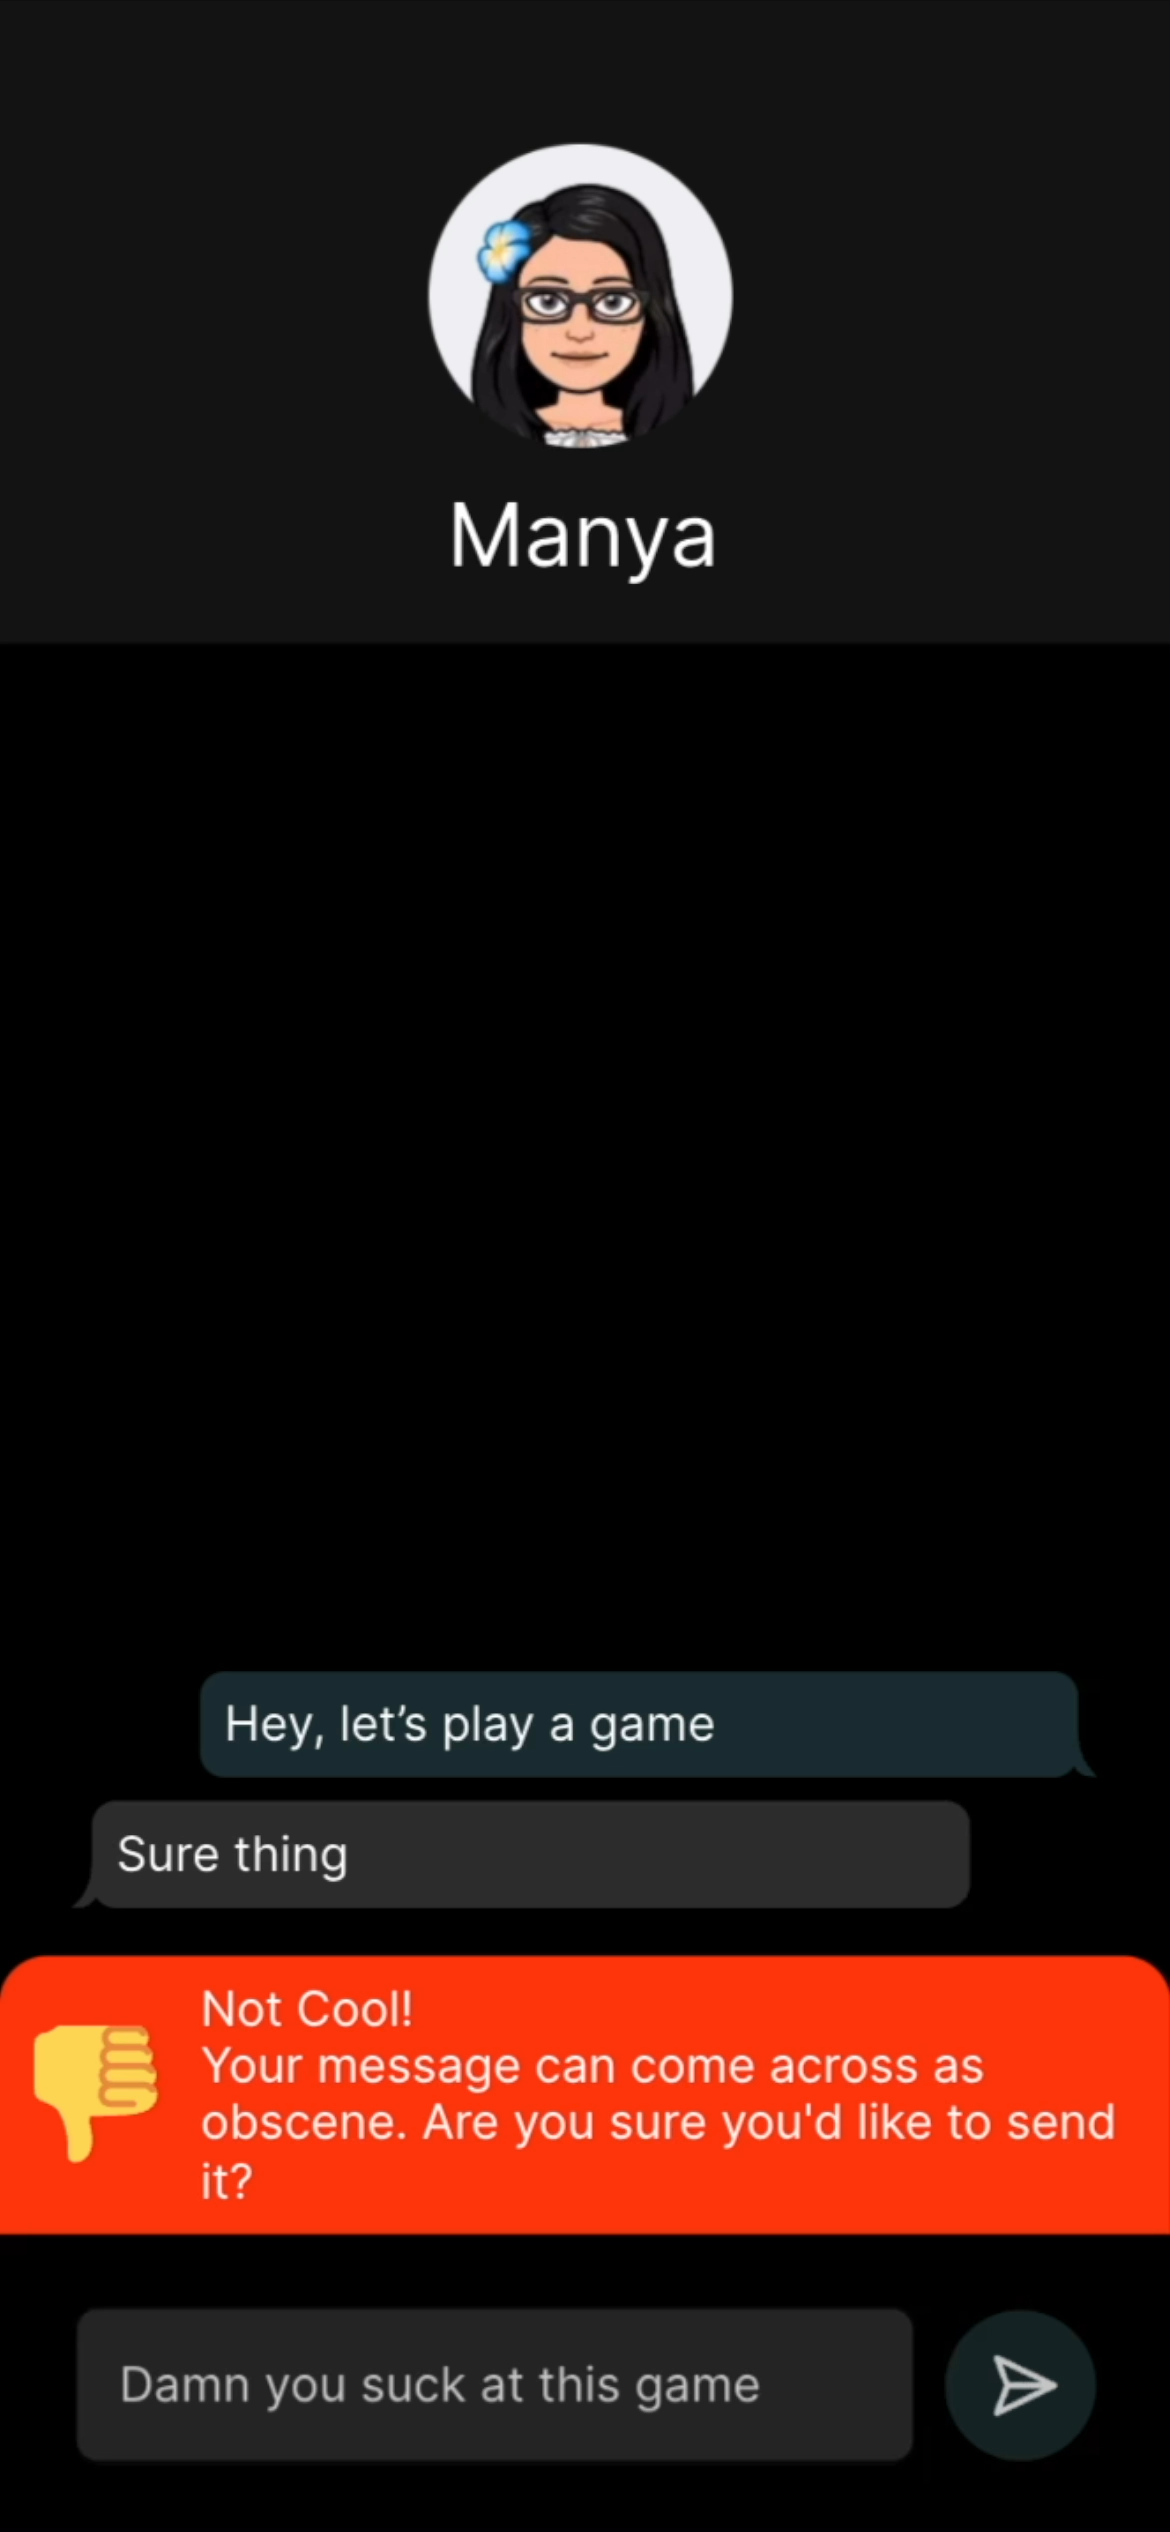 Manya
Hey, let’s play a game
Sure thing
Not Cool!
Your message can come across as
obscene. Are you sure you'd like to send
it?
Damn you suck at this game